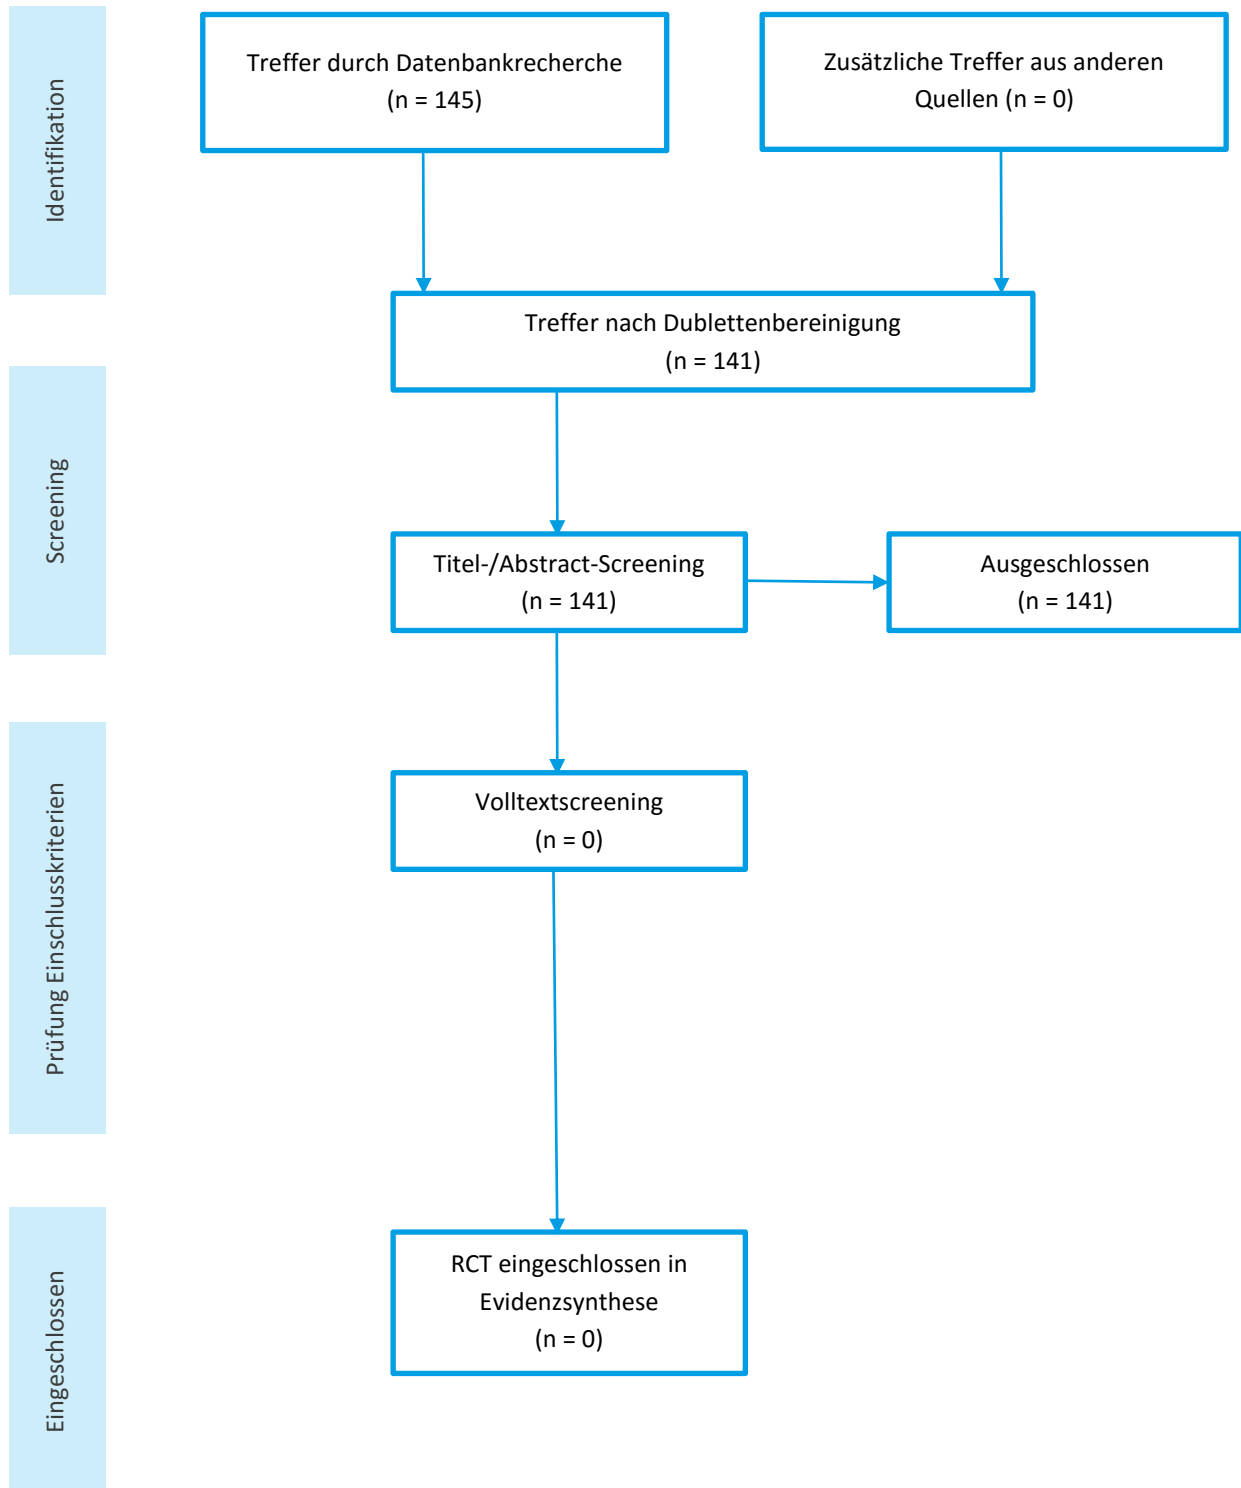 Identifikation
Treffer durch Datenbankrecherche
(n = 145)
Zusätzliche Treffer aus anderen
Quellen (n = 0)
Treffer nach Dublettenbereinigung
(n = 141)
Screening
Titel-/Abstract-Screening
(n = 141)
Ausgeschlossen
(n = 141)
Prüfung Einschlusskriterien
Volltextscreening
(n = 0)
Eingeschlossen
RCT eingeschlossen in
Evidenzsynthese
(n = 0)